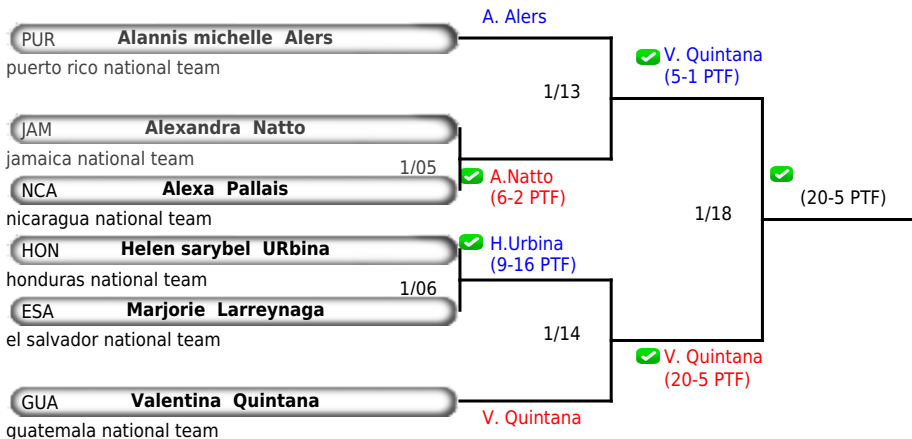 A. Alers
PUR Alannis michelle Alers
puerto rico national team
V. Quintana
(5-1 PTF)
1/13
JAM Alexandra Natto
jamaica national team
1/05
A.Natto
(6-2 PTF)
NCA Alexa Pallais
nicaragua national team
(20-5 PTF)
1/18
HON Helen sarybel URbina
honduras national team
H.Urbina
(9-16 PTF)
1/06
ESA Marjorie Larreynaga
el salvador national team
1/14
V. Quintana
(20-5 PTF)
GUA Valentina Quintana
guatemala national team
V. Quintana